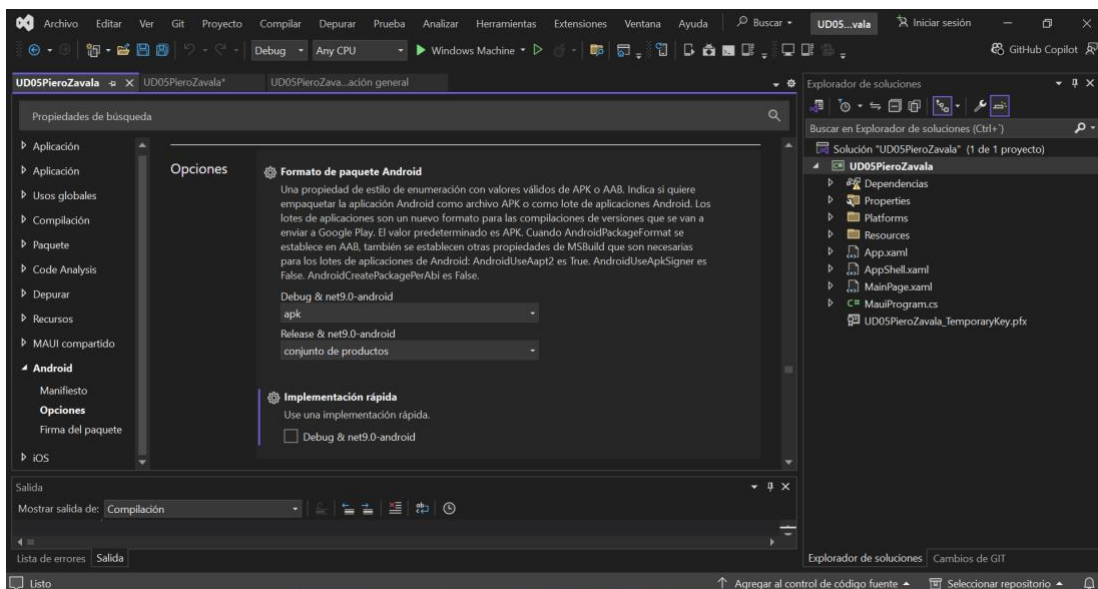 Archivo Editar Ver Git Proyecto Compilar Depurar Prueba Analizar Herramientas Extensiones Ventana Ayuda Buscar UD05...vala Iniciar sesión
Debug Any CPU Windows Machine GitHub Copilot
UD05PieroZavala UD05PieroZavala* UD05PieroZava...ación general
Propiedades de búsqueda
Aplicación
Aplicación
Usos globales
Compilación
Paquete
Code Analysis
Depurar
Recursos
MAUI compartido
Android
Manifiesto
Opciones
Firma del paquete
iOS
Opciones
Formato de paquete Android
Una propiedad de estilo de enumeración con valores válidos de APK o AAB. Indica si quiere
empaquetar la aplicación Android como archivo APK o como lote de aplicaciones Android. Los
lotes de aplicaciones son un nuevo formato para las compilaciones de versiones que se van a
enviar a Google Play. El valor predeterminado es APK. Cuando AndroidPackageFormat se
establece en AAB, también se establecen otras propiedades de MSBuild que son necesarias
para los lotes de aplicaciones de Android: AndroidUseAapt2 es True. AndroidUseApkSigner es
False. AndroidCreatePackagePerAbi es False.
Debug & net9.0-android
apk
Release & net9.0-android
conjunto de productos
Implementación rápida
Use una implementación rápida.
Debug & net9.0-android
Salida
Mostrar salida de: Compilación
Lista de errores Salida
Explorador de soluciones
Buscar en Explorador de soluciones (Ctrl+´)
Solución "UD05PieroZavala" (1 de 1 proyecto)
UD05PieroZavala
Dependencias
Properties
Platforms
Resources
App.xaml
AppShell.xaml
MainPage.xaml
C# MauiProgram.cs
UD05PieroZavala_TemporaryKey.pfx
Explorador de soluciones Cambios de GIT
Listo Agregar al control de código fuente Seleccionar repositorio